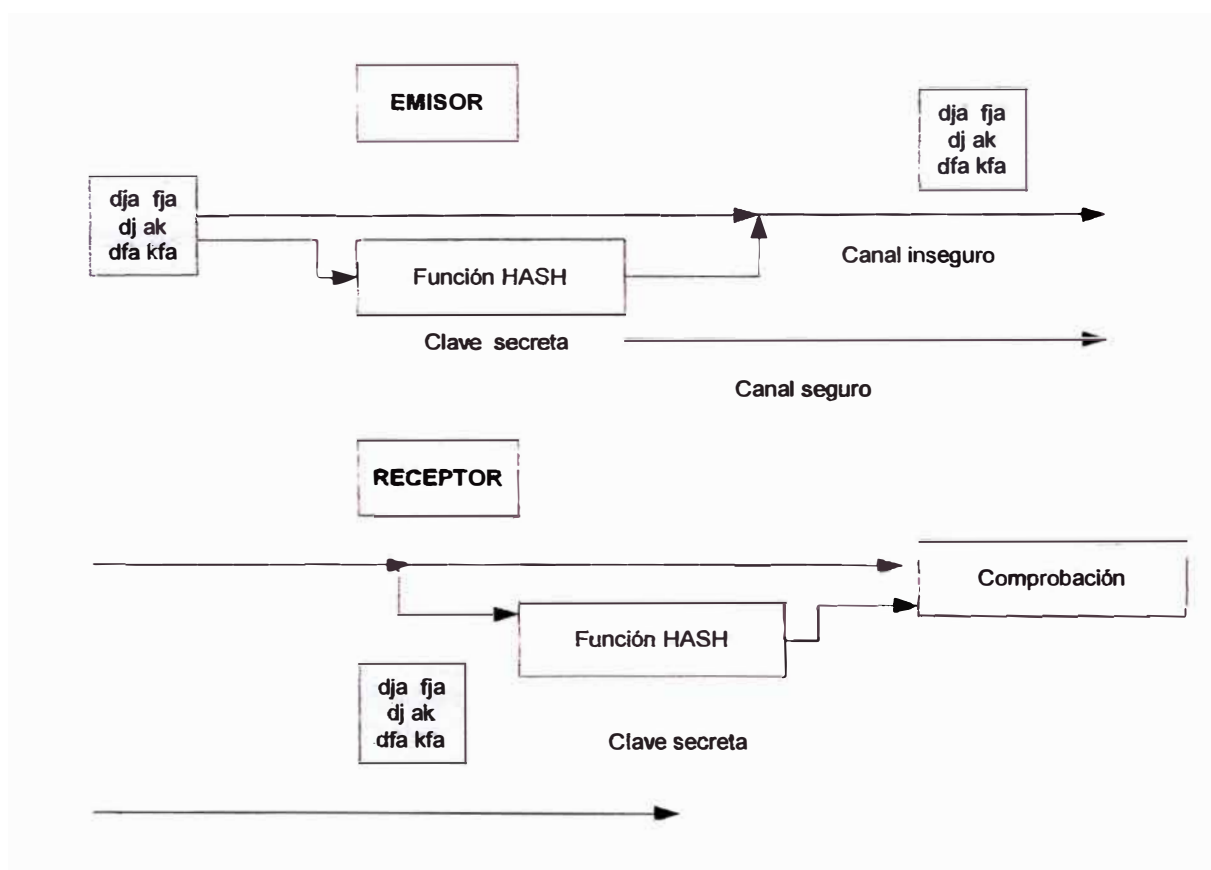 EMISOR
dja fja
dj ak
dfa kfa
dja fja
dj ak
dfa kfa
Canal inseguro
Función HASH
Clave secreta
Canal seguro
RECEPTOR
Comprobación
Función HASH
dja fja
dj ak
dfa kfa
Clave secreta